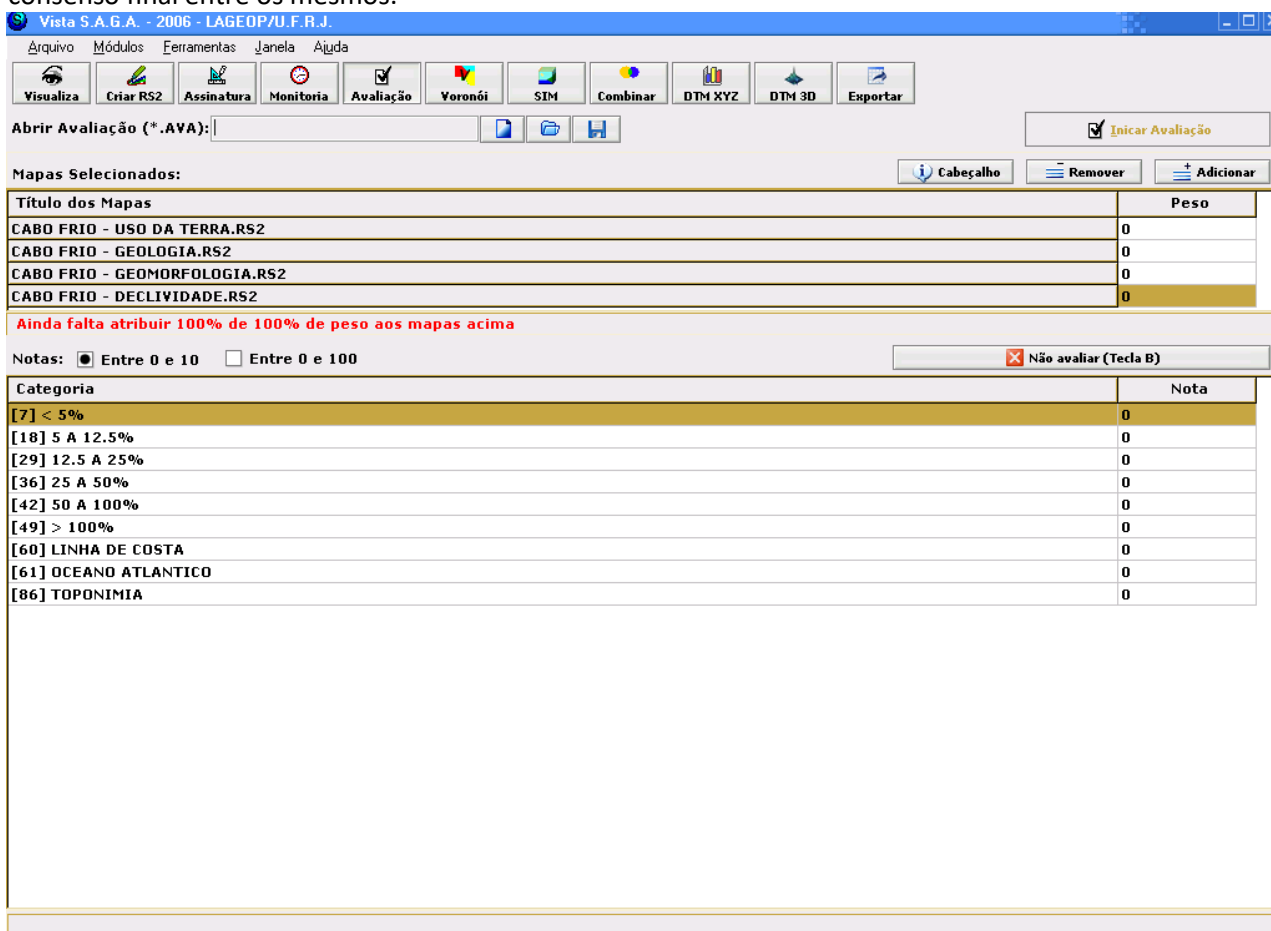 consenso final entre os mesmos.
Vista S.A.G.A. - 2006 - LAGEOP/U.F.R.J.
Arquivo Módulos Ferramentas Janela Ajuda
Visualiza Criar RS2 Assinatura Monitoria Avaliação Voronói SIM Combinar DTM XYZ DTM 3D Exportar
Abrir Avaliação (*.AVA): Inicar Avaliação
Mapas Selecionados: Cabeçalho Remover Adicionar
Título dos Mapas Peso
CABO FRIO - USO DA TERRA.RS2 0
CABO FRIO - GEOLOGIA.RS2 0
CABO FRIO - GEOMORFOLOGIA.RS2 0
CABO FRIO - DECLIVIDADE.RS2 0
Ainda falta atribuir 100% de 100% de peso aos mapas acima
Notas: Entre 0 e 10 Entre 0 e 100 Não avaliar (Tecla B)
Categoria Nota
[7] < 5% 0
[18] 5 A 12.5% 0
[29] 12.5 A 25% 0
[36] 25 A 50% 0
[42] 50 A 100% 0
[49] > 100% 0
[60] LINHA DE COSTA 0
[61] OCEANO ATLANTICO 0
[86] TOPONIMIA 0